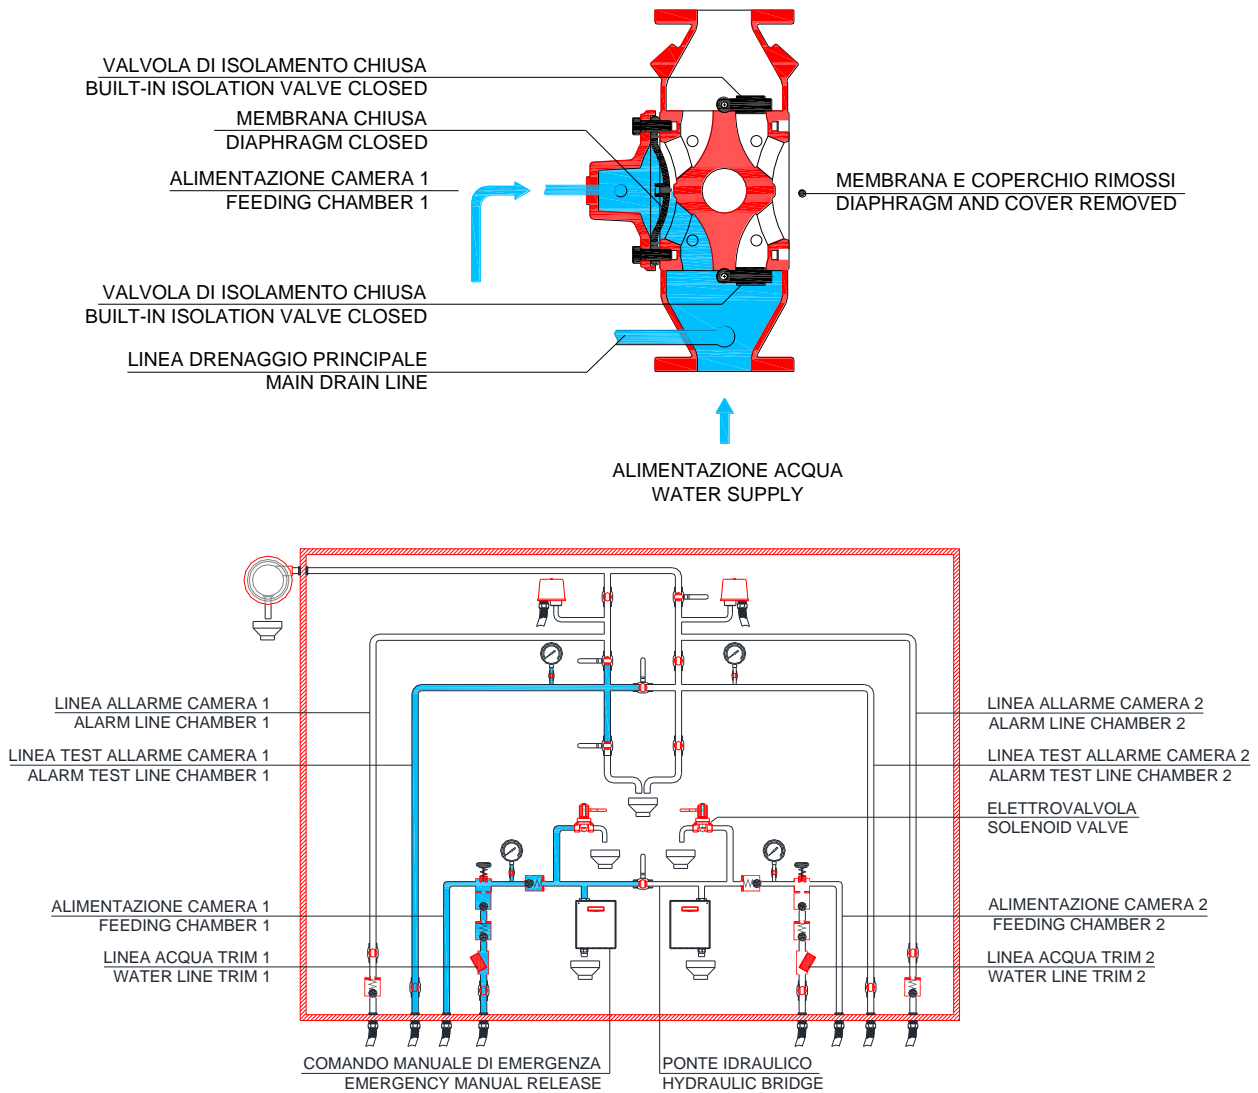 VALVOLA DI ISOLAMENTO CHIUSA
BUILT-IN ISOLATION VALVE CLOSED
MEMBRANA CHIUSA
DIAPHRAGM CLOSED
ALIMENTAZIONE CAMERA 1
FEEDING CHAMBER 1
MEMBRANA E COPERCHIO RIMOSSI
DIAPHRAGM AND COVER REMOVED
VALVOLA DI ISOLAMENTO CHIUSA
BUILT-IN ISOLATION VALVE CLOSED
LINEA DRENAGGIO PRINCIPALE
MAIN DRAIN LINE
ALIMENTAZIONE ACQUA
WATER SUPPLY
LINEA ALLARME CAMERA 1
ALARM LINE CHAMBER 1
LINEA TEST ALLARME CAMERA 1
ALARM TEST LINE CHAMBER 1
LINEA ALLARME CAMERA 2
ALARM LINE CHAMBER 2
LINEA TEST ALLARME CAMERA 2
ALARM TEST LINE CHAMBER 2
ELETTROVALVOLA
SOLENOID VALVE
ALIMENTAZIONE CAMERA 1
FEEDING CHAMBER 1
LINEA ACQUA TRIM 1
WATER LINE TRIM 1
ALIMENTAZIONE CAMERA 2
FEEDING CHAMBER 2
LINEA ACQUA TRIM 2
WATER LINE TRIM 2
COMANDO MANUALE DI EMERGENZA
EMERGENCY MANUAL RELEASE
PONTE IDRAULICO
HYDRAULIC BRIDGE